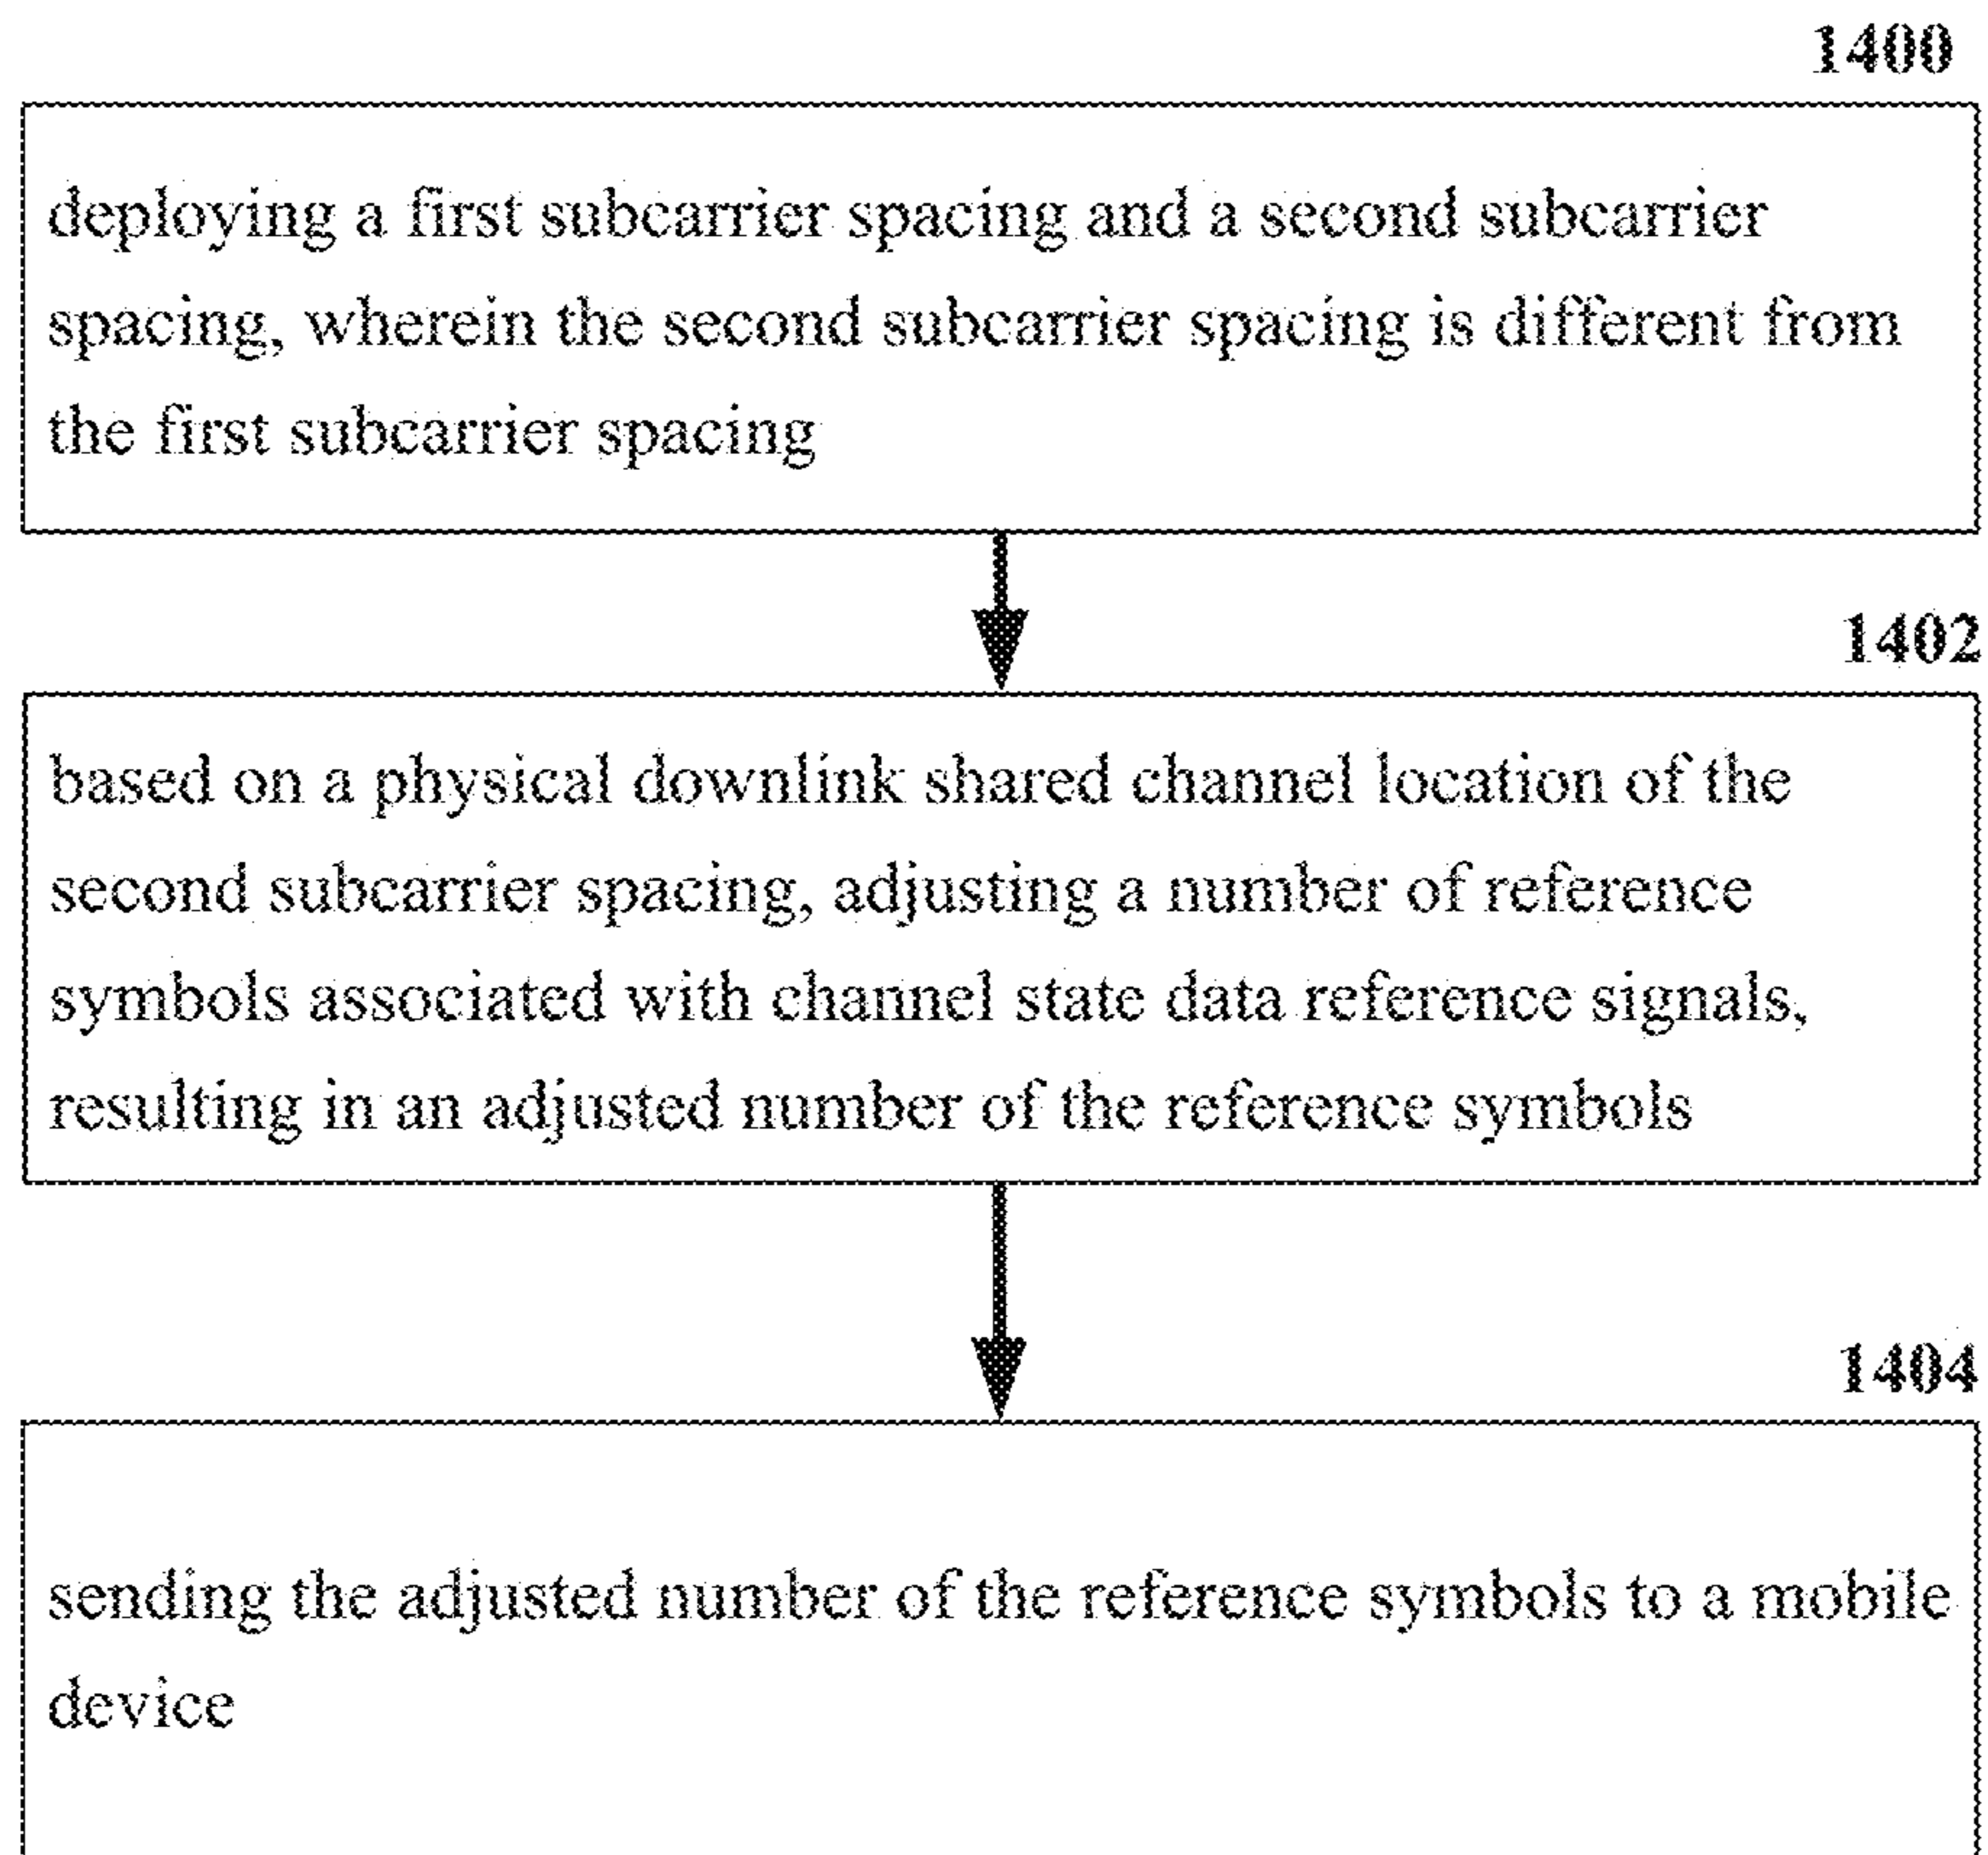 1400
deploying a first subcarrier spacing and a second subcarrier
spacing, wherein the second subcarrier spacing is different from
the first subcarrier spacing
1402
based on a physical downlink shared channel location of the
second subcarrier spacing, adjusting a number of reference
symbols associated with channel state data reference signals,
resulting in an adjusted number of the reference symbols
1404
sending the adjusted number of the reference symbols to a mobile
device